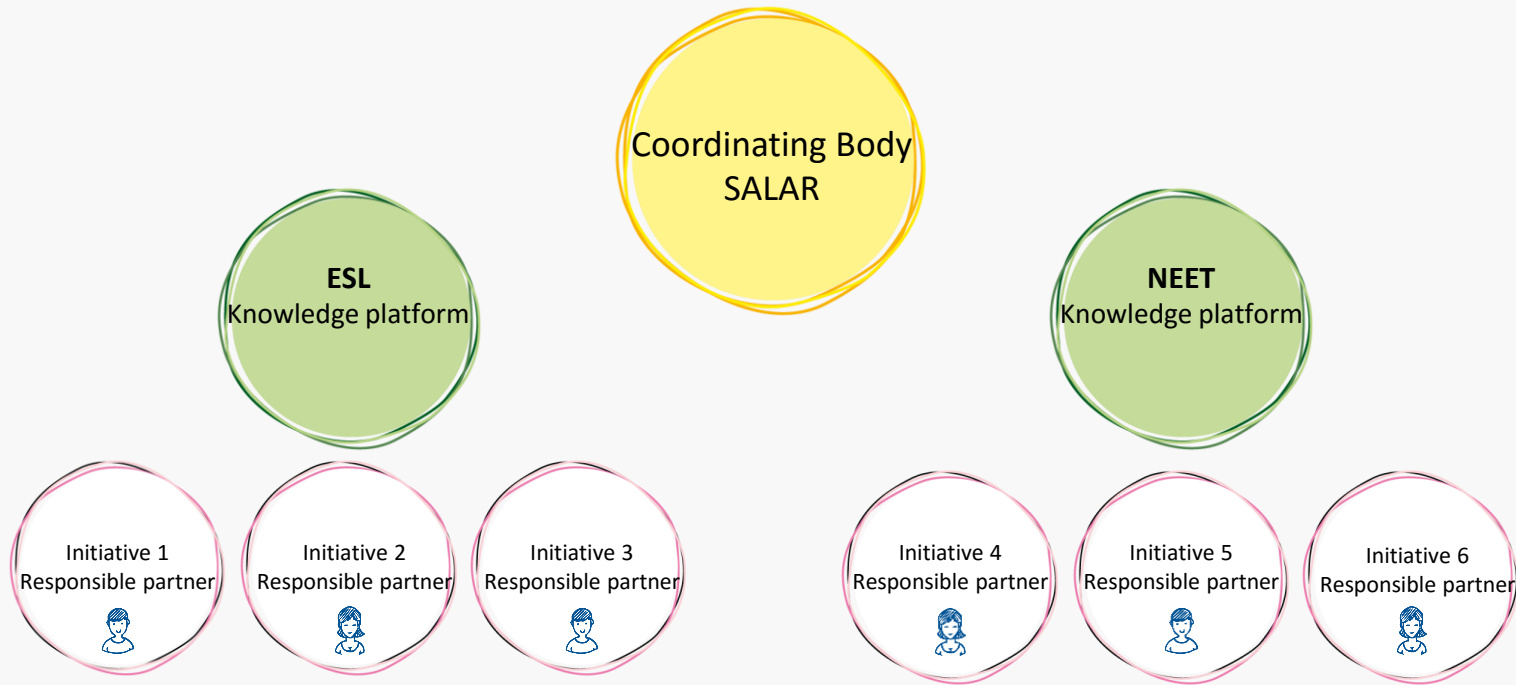 Coordinating Body
SALAR
ESL
Knowledge platform
NEET
Knowledge platform
Initiative 1
Responsible partner
Initiative 2
Responsible partner
Initiative 3
Responsible partner
Initiative 4
Responsible partner
Initiative 5
Responsible partner
Initiative 6
Responsible partner